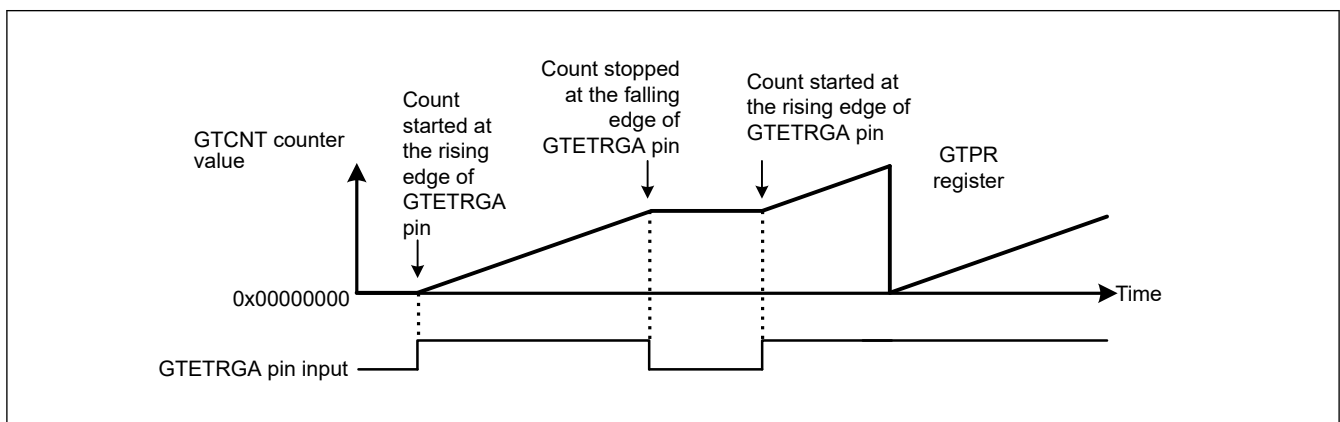 GTCNT counter
value
Count
started at
the rising
edge of
GTETRGA
pin
Count stopped
at the falling
edge of
GTETRGA pin
Count started at
the rising edge of
GTETRGA pin
GTPR
register
0x00000000
Time
GTETRGA pin input